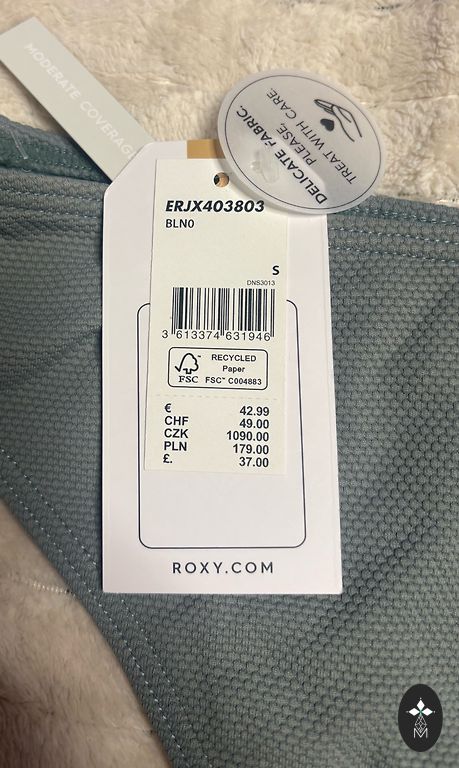 MODERATE COVERAG
DELICATE FABRIC.
PLEASE,
TREAT WITH CARE
ERJX403803
BLN0
S
DNS3013
3 613374 631946
FSC
RECYCLED
Paper
FSC™ C004883
€ 42.99
CHF 49.00
CZK 1090.00
PLN 179.00
£. 37.00
ROXY.COM